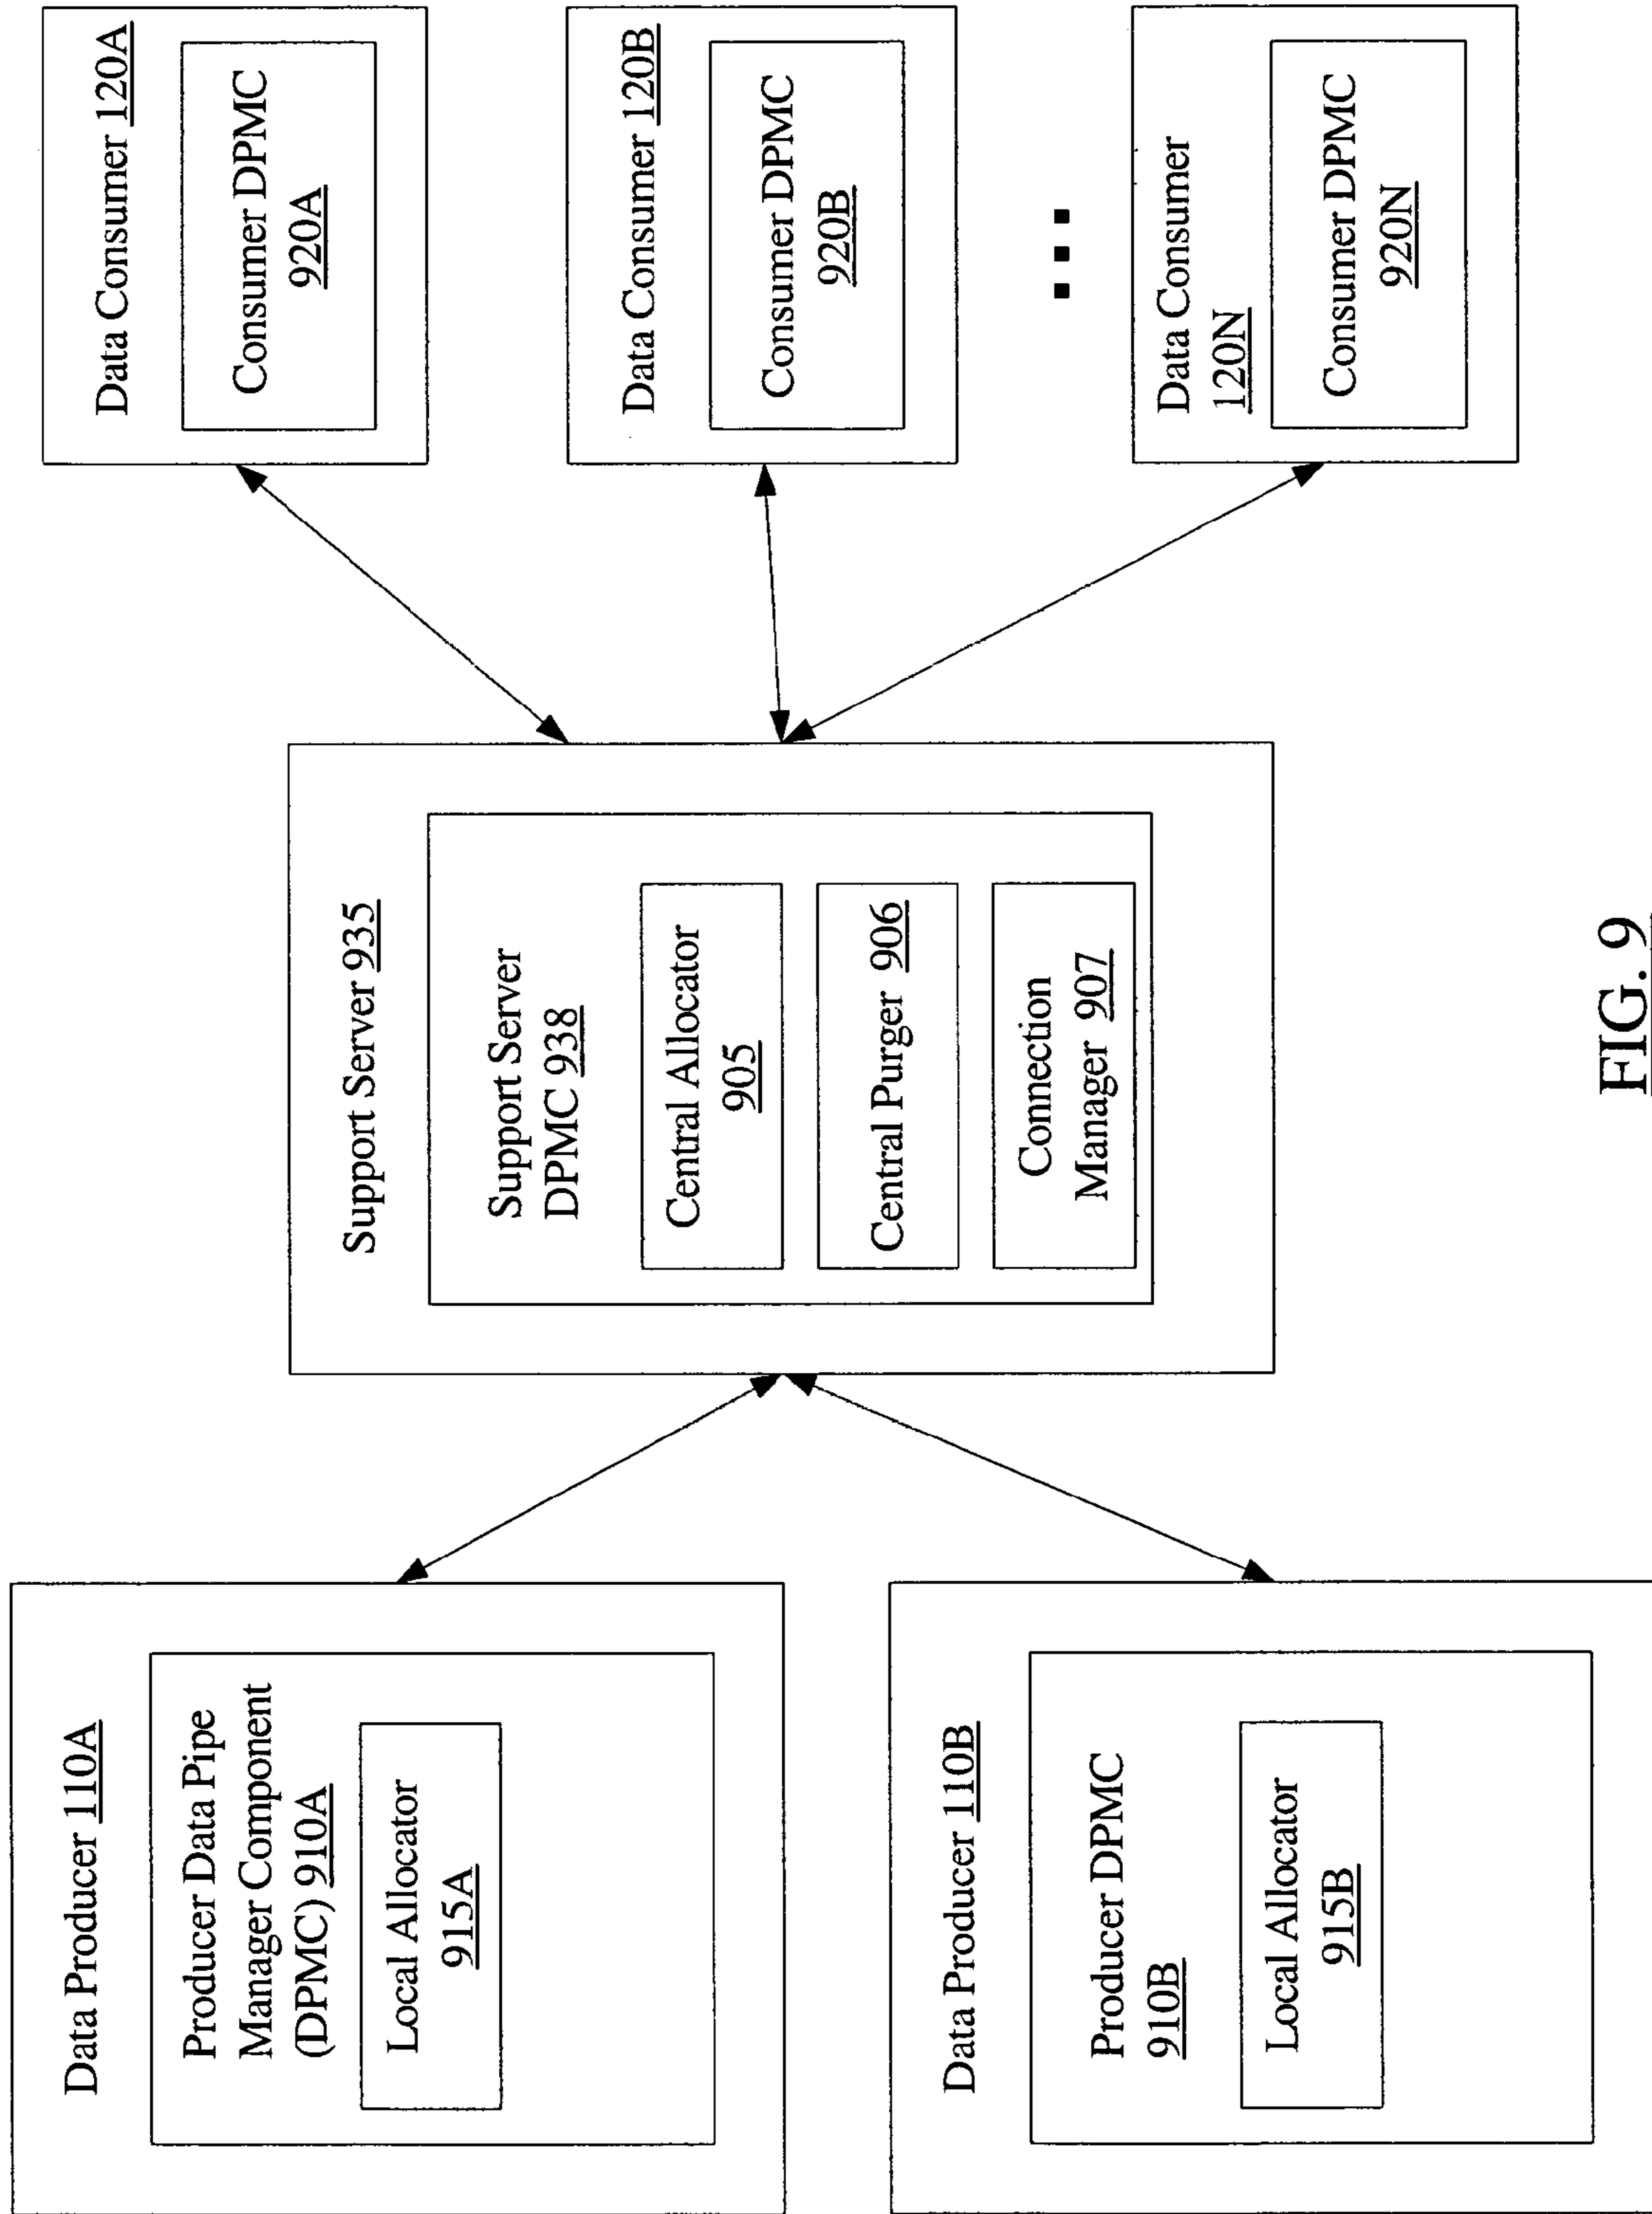 Data Producer 110A
Producer Data Pipe
Manager Component
(DPMC) 910A
Local Allocator
915A
Data Producer 110B
Producer DPMC
910B
Local Allocator
915B
Support Server 935
Support Server
DPMC 938
Central Allocator
905
Central Purger 906
Connection
Manager 907
Data Consumer 120A
Consumer DPMC
920A
Data Consumer 120B
Consumer DPMC
920B
Data Consumer
120N
Consumer DPMC
920N
FIG. 9